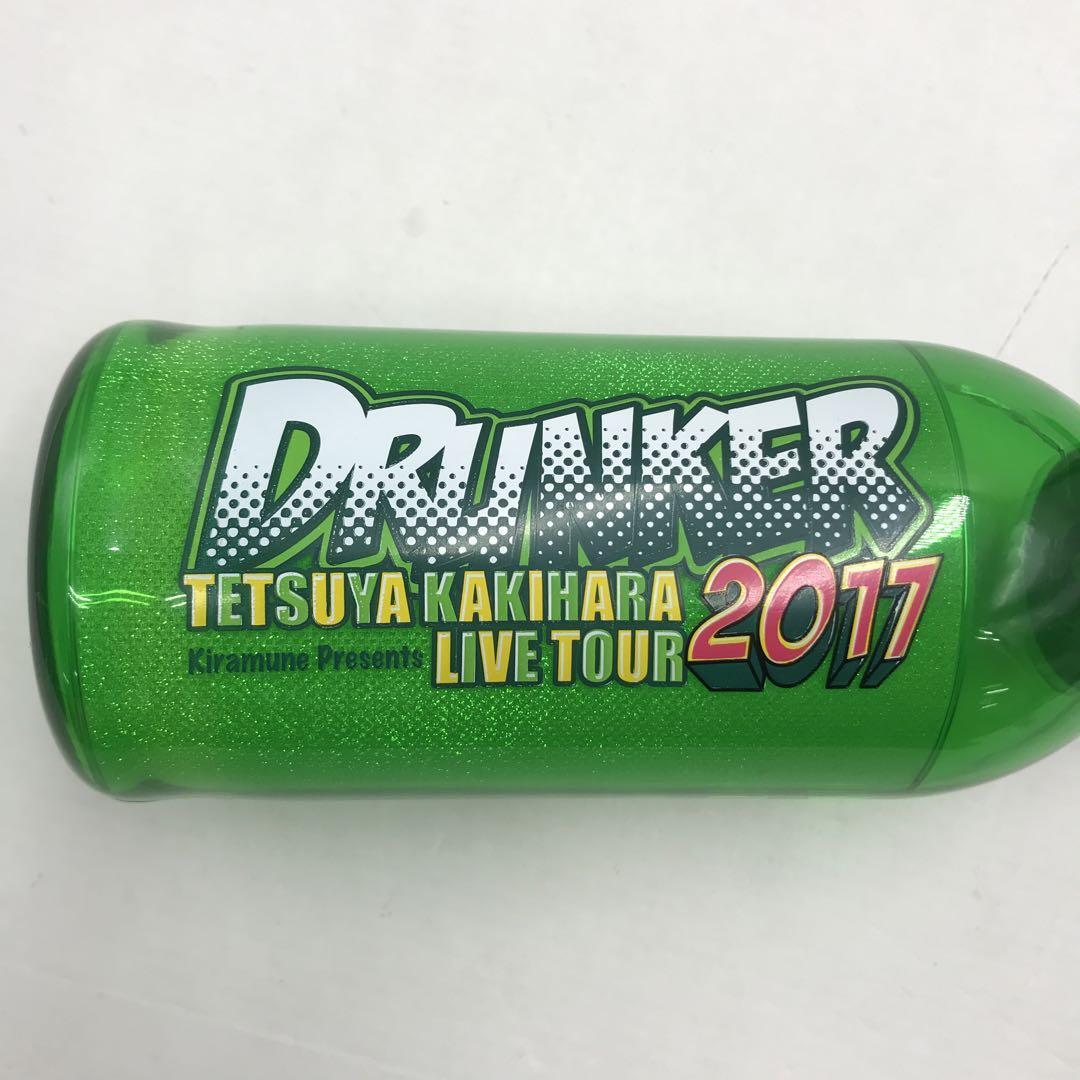 DRUNKER
TETSUYA KAKIHARA 2017
Kiramune Presents LIVE TOUR